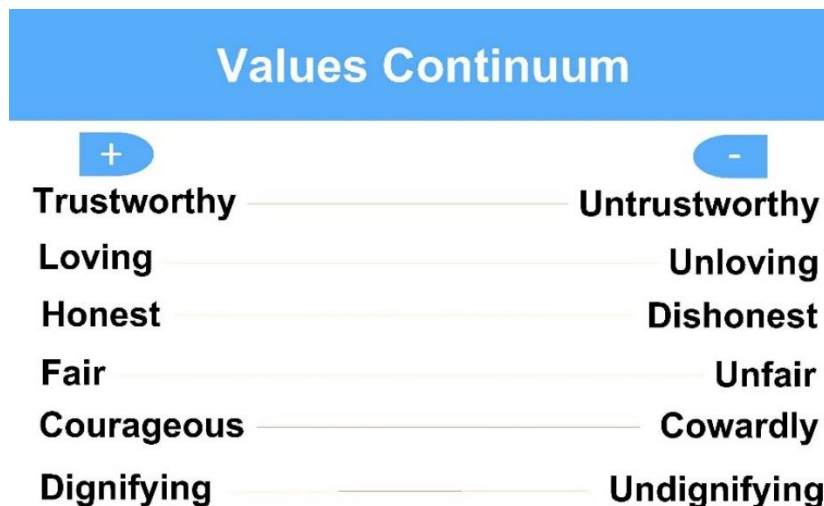 Values Continuum
+ -
Trustworthy Untrustworthy
Loving Unloving
Honest Dishonest
Fair Unfair
Courageous Cowardly
Dignifying Undignifying